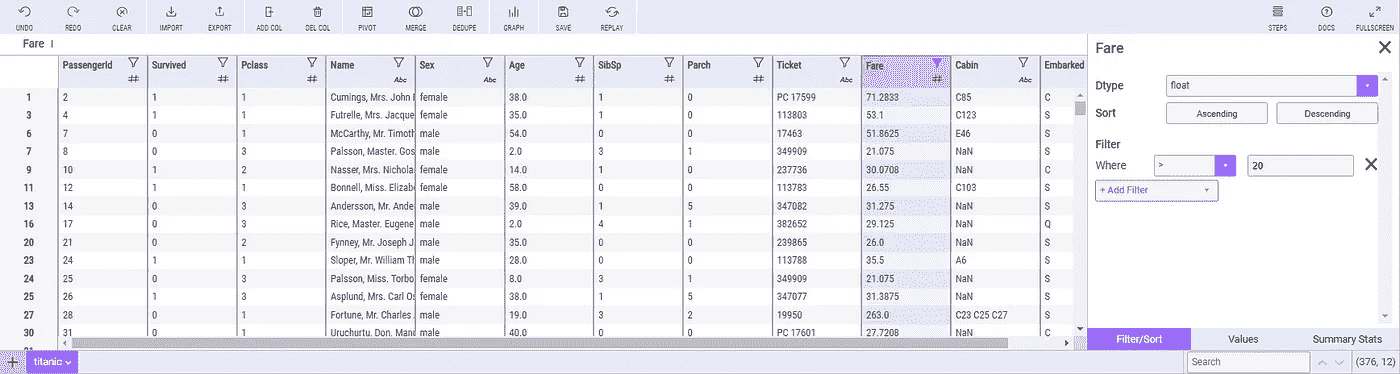 UNDO REDO CLEAR IMPORT EXPORT ADD COL DEL COL PIVOT MERGE DEDUPE GRAPH SAVE REPLAY STEPS DOCS FULLSCREEN
Fare
PassengerId Survived Pclass Name Sex Age SibSp Parch Ticket Fare Cabin Embarked
## ## ## Abc Abc ## ## ## Abc ## Abc
1 2 1 1 Cumings, Mrs. John female 38.0 1 0 PC 17599 71.2833 C85 C
3 4 1 1 Futrelle, Mrs. Jacque female 35.0 1 0 113803 53.1 C123 S
6 7 0 1 McCarthy, Mr. Timoth male 54.0 0 0 17463 51.8625 E46 S
7 8 0 3 Palsson, Master. Gos male 2.0 3 1 349909 21.075 NaN S
9 10 1 2 Nasser, Mrs. Nichola female 14.0 1 0 237736 30.0708 NaN C
11 12 1 1 Bonnell, Miss. Elizab female 58.0 0 0 113783 26.55 C103 S
13 14 0 3 Andersson, Mr. Ande male 39.0 1 5 347082 31.275 NaN S
16 17 0 3 Rice, Master. Eugene male 2.0 4 1 382652 29.125 NaN Q
20 21 0 2 Fynney, Mr. Joseph J male 35.0 0 0 239865 26.0 NaN S
23 24 1 1 Sloper, Mr. William T male 28.0 0 0 113788 35.5 A6 S
24 25 0 3 Palsson, Miss. Torbo female 8.0 3 1 349909 21.075 NaN S
25 26 1 3 Asplund, Mrs. Carl Os female 38.0 1 5 347077 31.3875 NaN S
27 28 0 1 Fortune, Mr. Charles male 19.0 3 2 19950 263.0 C23 C25 C27 S
30 31 0 1 Uruchurtu, Don. Man male 40.0 0 0 PC 17601 27.7208 NaN C
Fare
Dtype float
Sort Ascending Descending
Filter
Where > 20
+ Add Filter
Filter/Sort Values Summary Stats
titanic Search (376, 12)